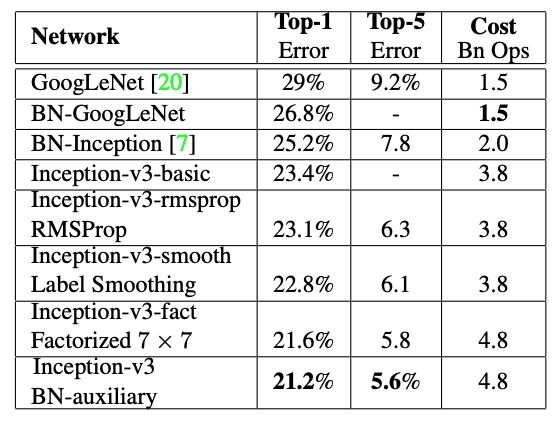 Network Top-1 Error Top-5 Error Cost Bn Ops
GoogLeNet [20] 29% 9.2% 1.5
BN-GoogLeNet 26.8% - 1.5
BN-Inception [7] 25.2% 7.8 2.0
Inception-v3-basic 23.4% - 3.8
Inception-v3-rmsprop
RMSProp 23.1% 6.3 3.8
Inception-v3-smooth
Label Smoothing 22.8% 6.1 3.8
Inception-v3-fact
Factorized 7 × 7 21.6% 5.8 4.8
Inception-v3
BN-auxiliary 21.2% 5.6% 4.8